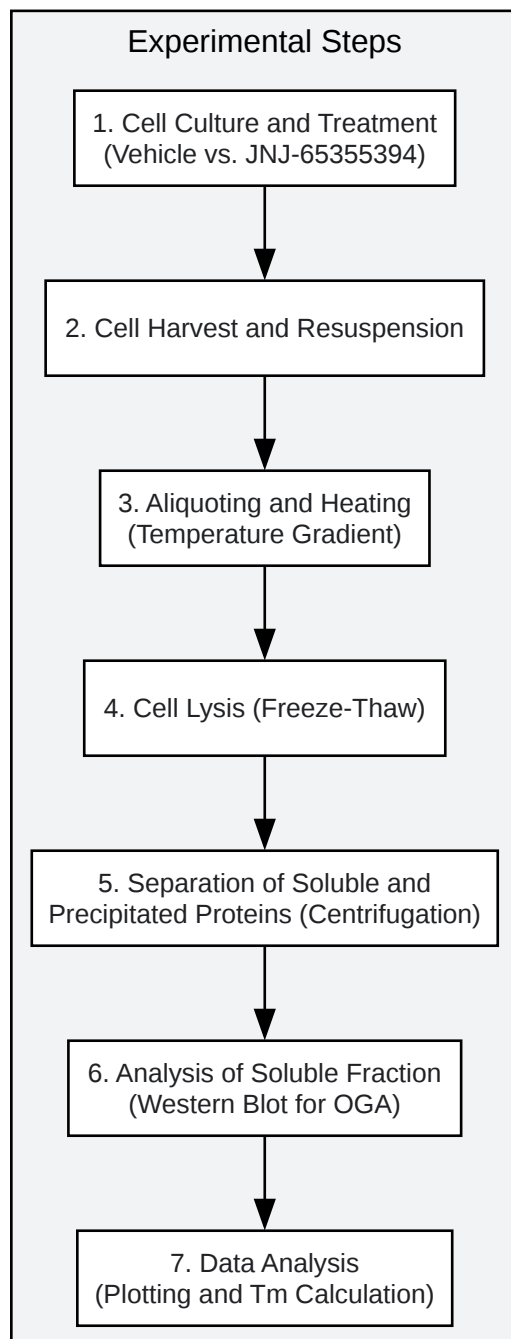 Experimental Steps
1. Cell Culture and Treatment
(Vehicle vs. JNJ-65355394)
2. Cell Harvest and Resuspension
3. Aliquoting and Heating
(Temperature Gradient)
4. Cell Lysis (Freeze-Thaw)
5. Separation of Soluble and
Precipitated Proteins (Centrifugation)
6. Analysis of Soluble Fraction
(Western Blot for OGA)
7. Data Analysis
(Plotting and Tm Calculation)